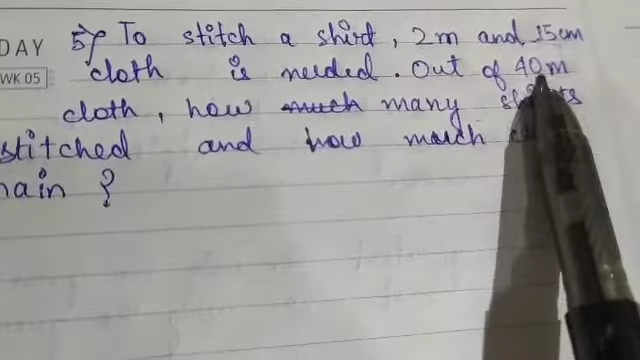 DAY 5) To stitch a shirt, 2m and 15cm
WK 05 cloth is needed. Out of 40m
cloth, how much many
stitched and how much
main ?